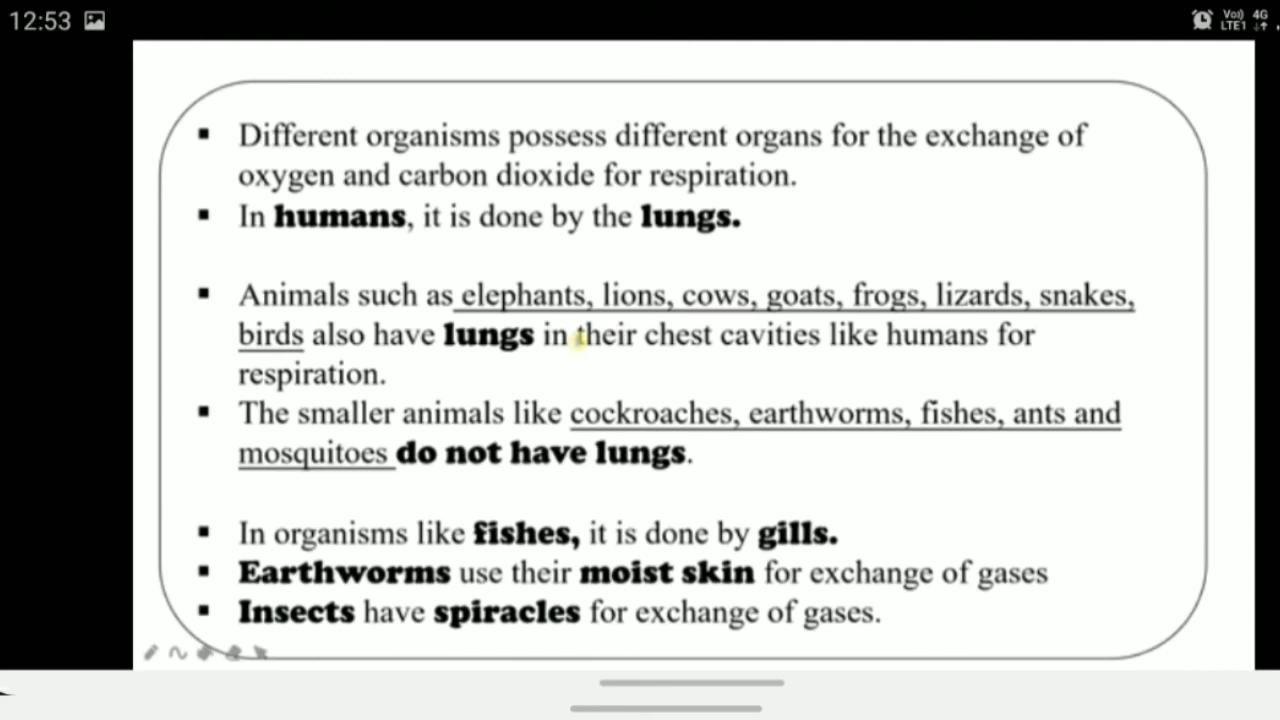 12:53
Vo)) 4G
LTE1
▪ Different organisms possess different organs for the exchange of
oxygen and carbon dioxide for respiration.
▪ In humans, it is done by the lungs.
▪ Animals such as elephants, lions, cows, goats, frogs, lizards, snakes,
birds also have lungs in their chest cavities like humans for
respiration.
▪ The smaller animals like cockroaches, earthworms, fishes, ants and
mosquitoes do not have lungs.
▪ In organisms like fishes, it is done by gills.
▪ Earthworms use their moist skin for exchange of gases
▪ Insects have spiracles for exchange of gases.